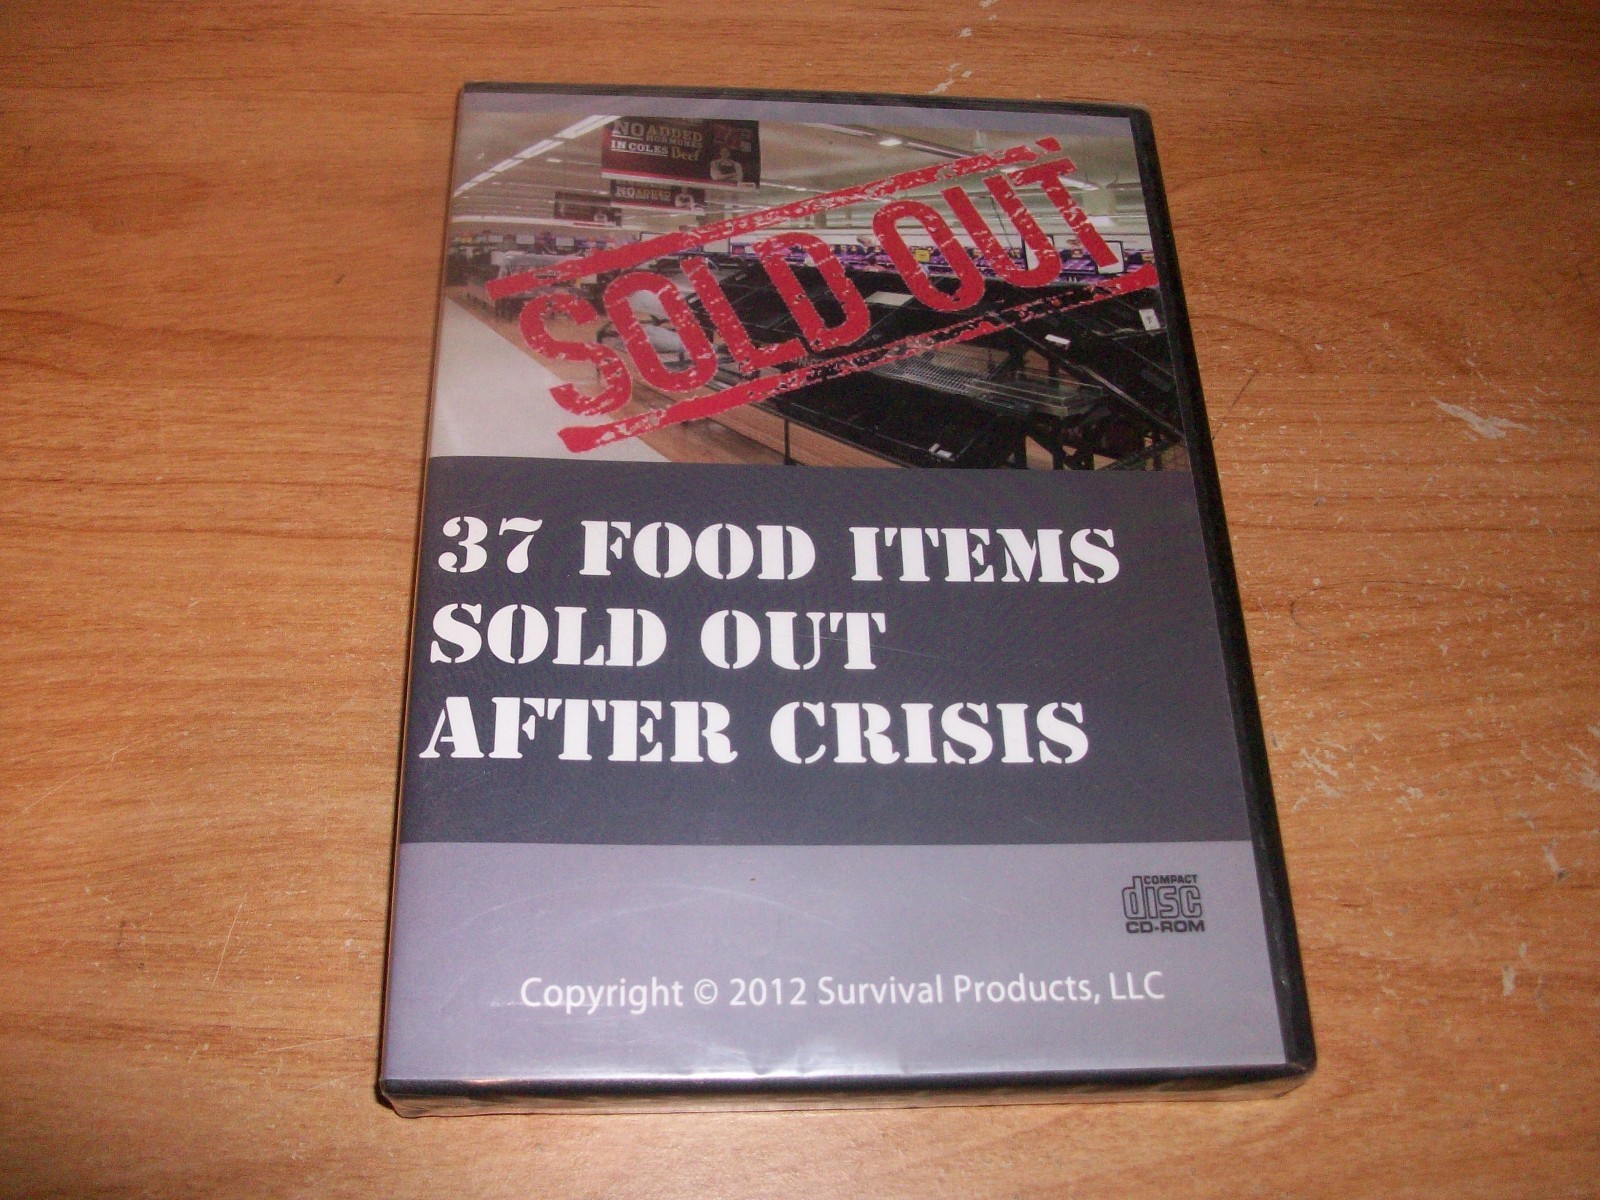 NO ADDED
HORMONES
IN COLES Beef
SOLD OUT
37 FOOD ITEMS
SOLD OUT
AFTER CRISIS
COMPACT
disc
CD-ROM
Copyright © 2012 Survival Products, LLC